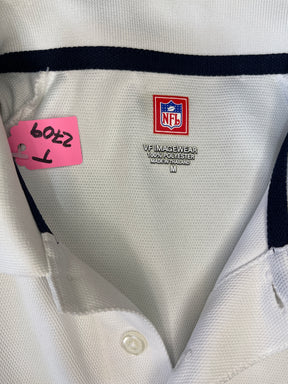 NFL
VF IMAGEWEAR
100% POLYESTER
MADE IN THAILAND
M
T
2709